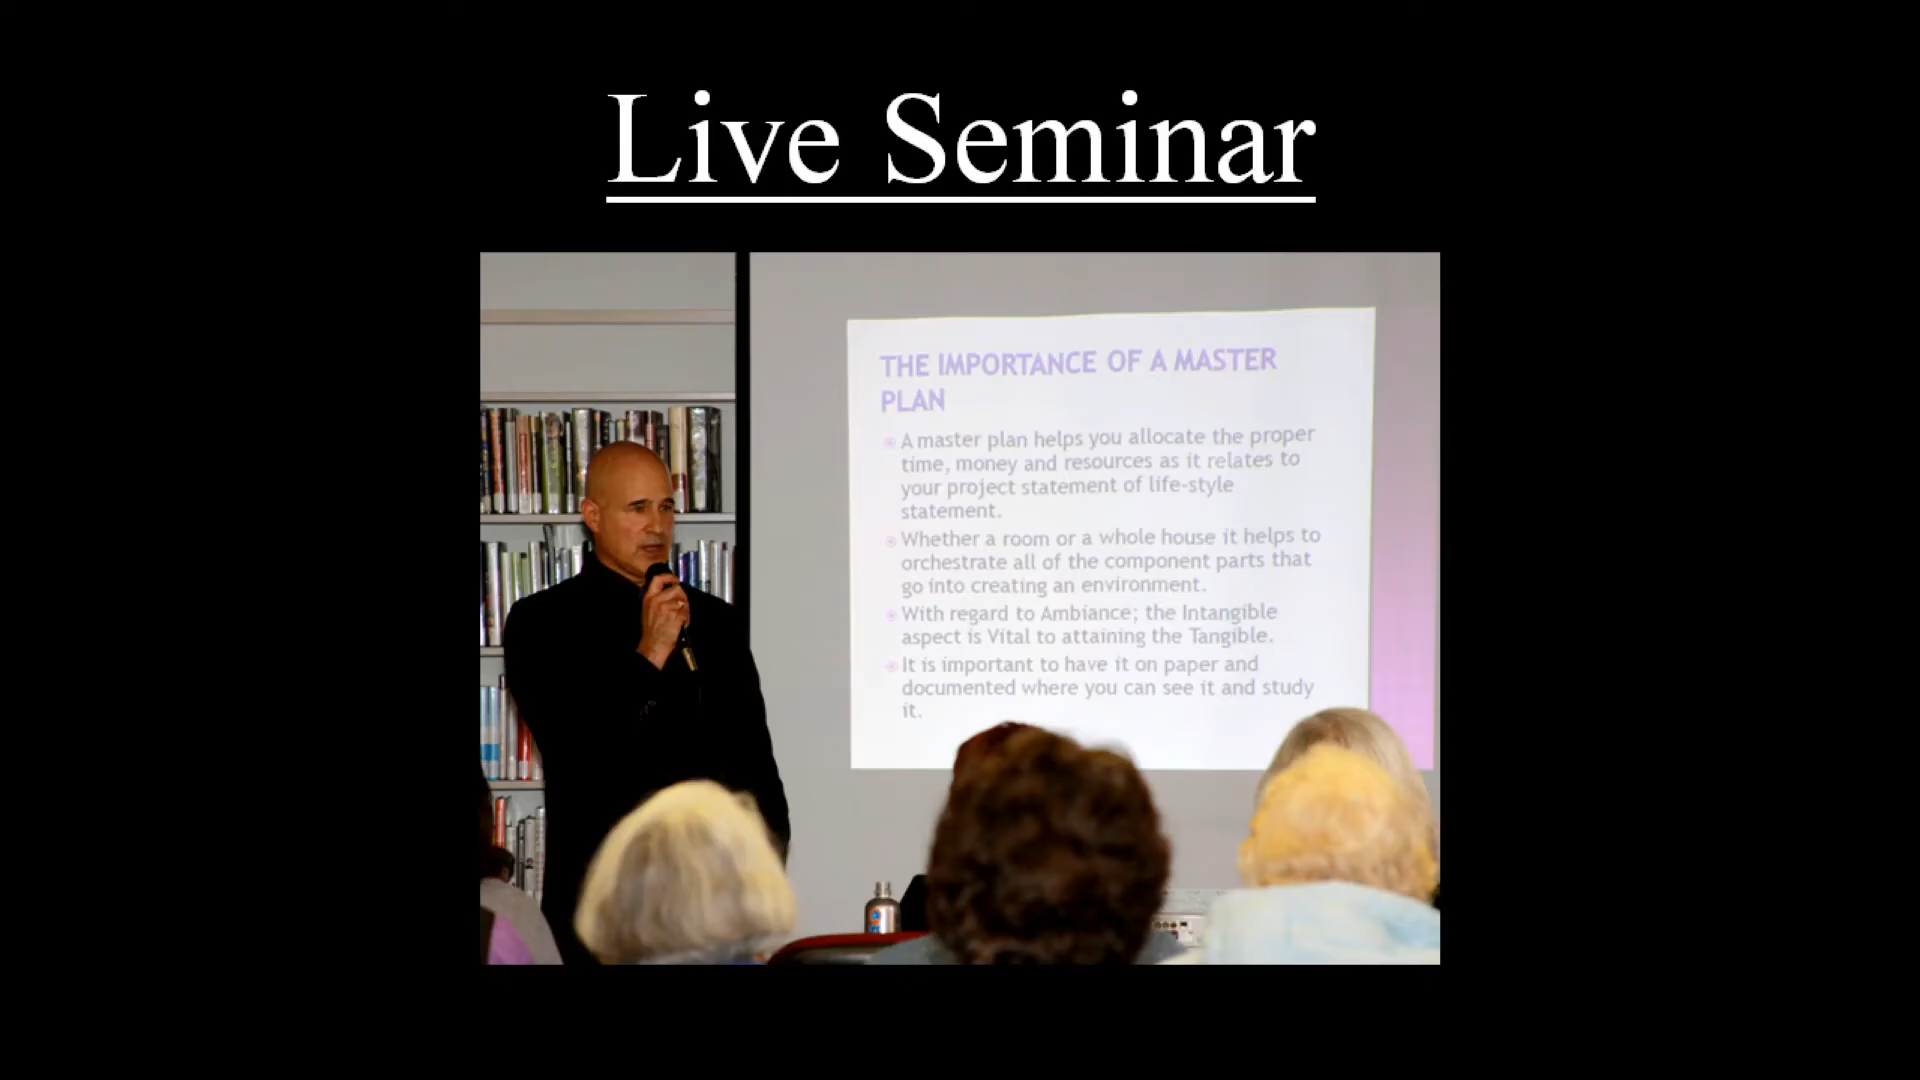 Live Seminar
THE IMPORTANCE OF A MASTER
PLAN
A master plan helps you allocate the proper
time, money and resources as it relates to
your project statement of life-style
statement.
Whether a room or a whole house it helps to
orchestrate all of the component parts that
go into creating an environment.
With regard to Ambiance; the Intangible
aspect is Vital to attaining the Tangible.
It is important to have it on paper and
documented where you can see it and study
it.